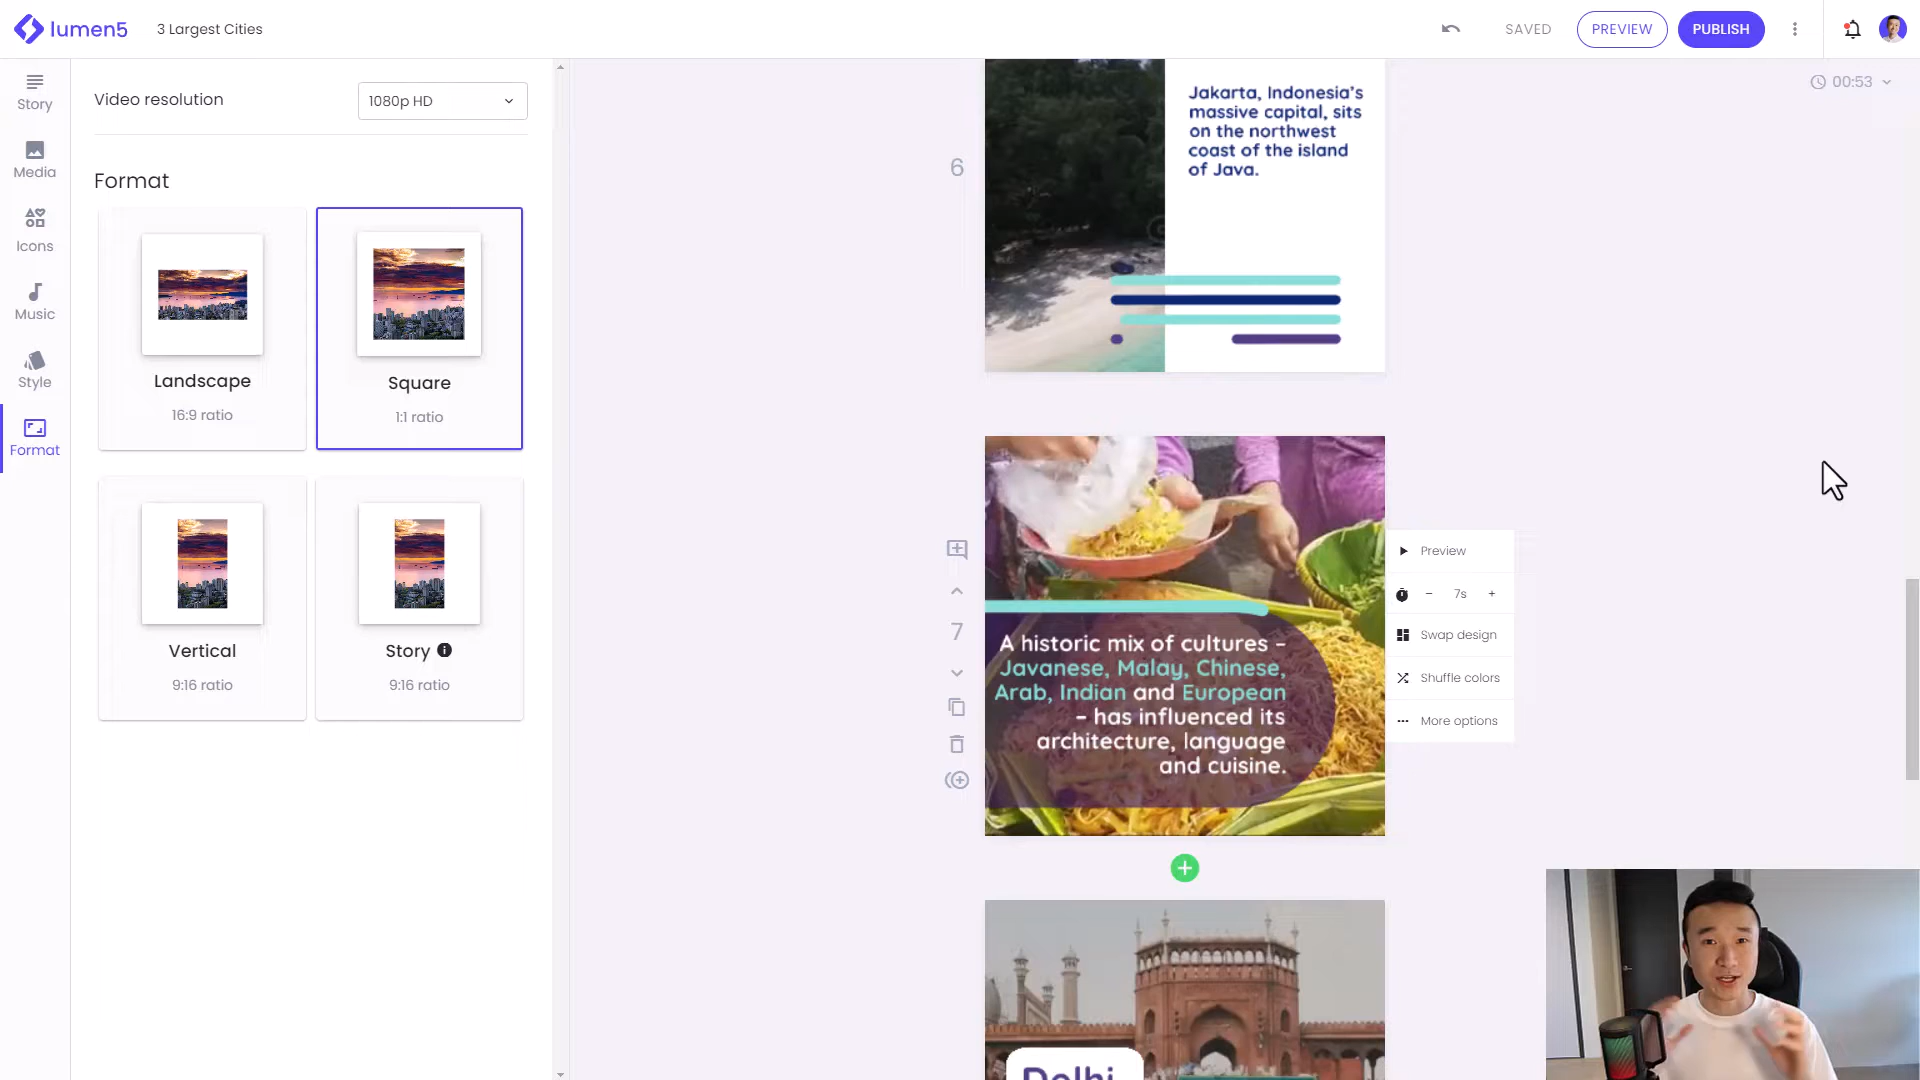 lumen5
3 Largest Cities
SAVED
PREVIEW
PUBLISH
Story
Media
Icons
Music
Style
Format
Video resolution
1080p HD
Format
Landscape
16:9 ratio
Square
1:1 ratio
Vertical
9:16 ratio
Story
9:16 ratio
00:53
6
Jakarta, Indonesia's
massive capital, sits
on the northwest
coast of the island
of Java.
7
A historic mix of cultures –
Javanese, Malay, Chinese,
Arab, Indian and European
– has influenced its
architecture, language
and cuisine.
Preview
− 7s +
Swap design
Shuffle colors
More options
Delhi